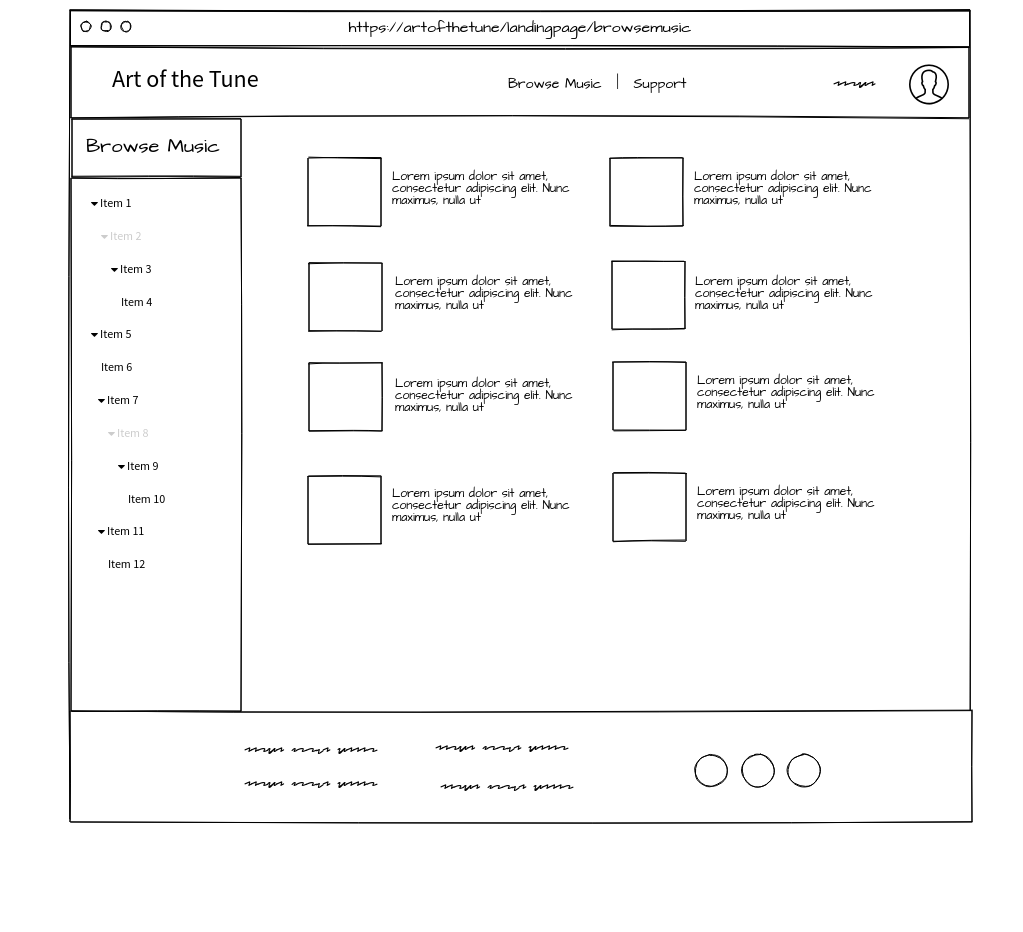 https://artofthetune/landingpage/browsemusic
Art of the Tune
Browse Music | Support
Browse Music
Item 1
Item 2
Item 3
Item 4
Item 5
Item 6
Item 7
Item 8
Item 9
Item 10
Item 11
Item 12
Lorem ipsum dolor sit amet,
consectetur adipiscing elit. Nunc
maximus, nulla ut
Lorem ipsum dolor sit amet,
consectetur adipiscing elit. Nunc
maximus, nulla ut
Lorem ipsum dolor sit amet,
consectetur adipiscing elit. Nunc
maximus, nulla ut
Lorem ipsum dolor sit amet,
consectetur adipiscing elit. Nunc
maximus, nulla ut
Lorem ipsum dolor sit amet,
consectetur adipiscing elit. Nunc
maximus, nulla ut
Lorem ipsum dolor sit amet,
consectetur adipiscing elit. Nunc
maximus, nulla ut
Lorem ipsum dolor sit amet,
consectetur adipiscing elit. Nunc
maximus, nulla ut
Lorem ipsum dolor sit amet,
consectetur adipiscing elit. Nunc
maximus, nulla ut